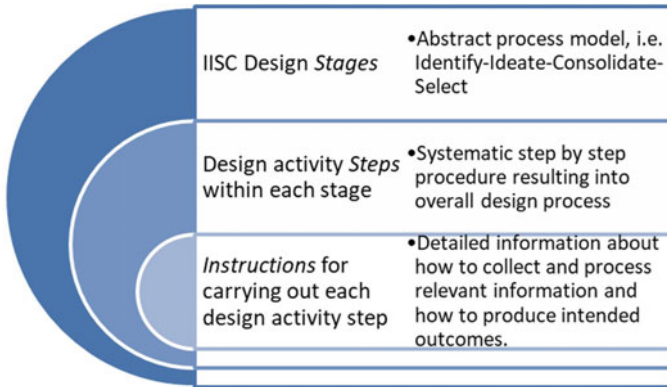 IISC Design Stages
•Abstract process model, i.e.
Identify-Ideate-Consolidate-
Select
Design activity Steps
within each stage
•Systematic step by step
procedure resulting into
overall design process
Instructions for
carrying out each
design activity step
•Detailed information about
how to collect and process
relevant information and
how to produce intended
outcomes.